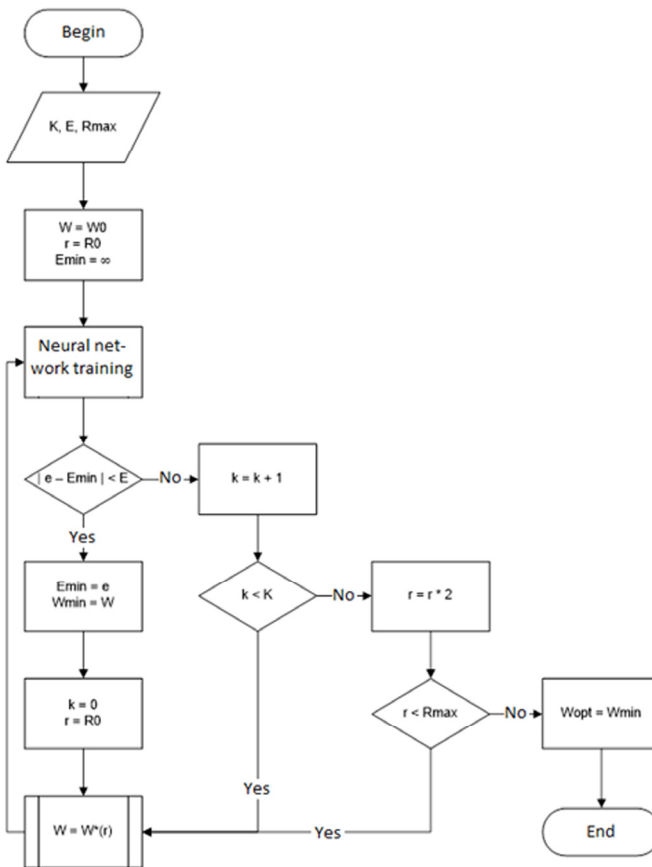 Begin
K, E, Rmax
W = W0
r = R0
Emin = ∞
Neural net-
work training
| e – Emin | < E
No
k = k + 1
Yes
Emin = e
Wmin = W
k < K
No
r = r * 2
k = 0
r = R0
r < Rmax
No
Wopt = Wmin
Yes
W = W*(r)
Yes
End